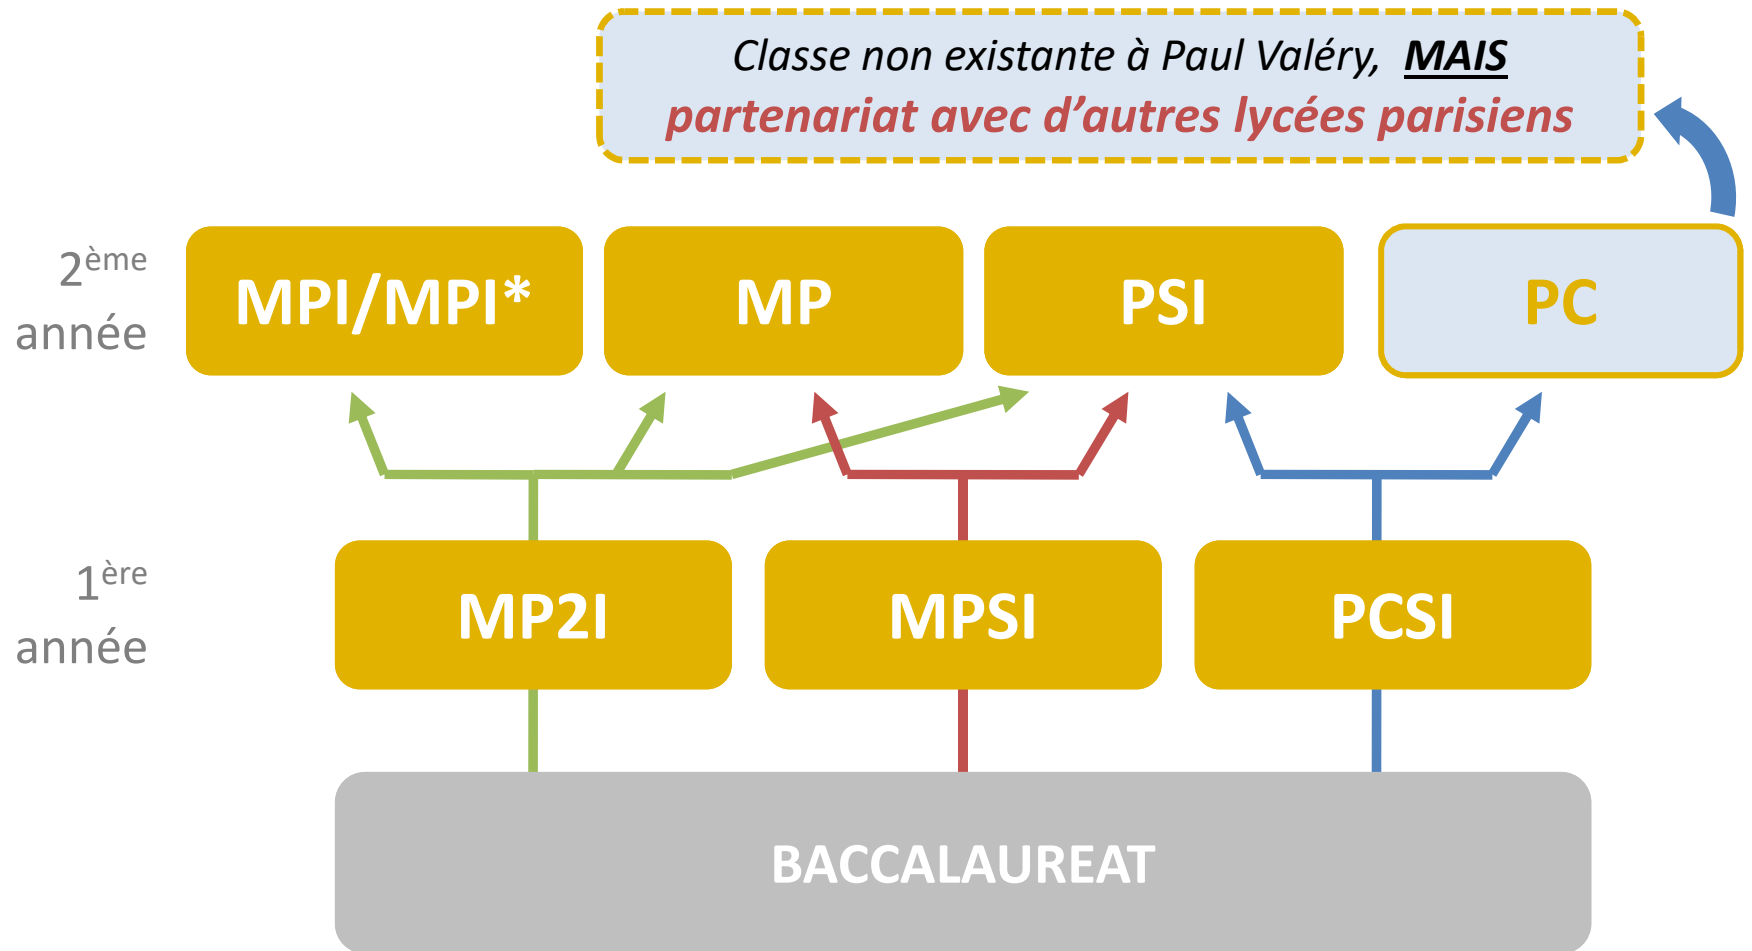 Classe non existante à Paul Valéry, MAIS
partenariat avec d'autres lycées parisiens
2ème
année
MPI/MPI*
MP
PSI
PC
1ère
année
MP2I
MPSI
PCSI
BACCALAUREAT